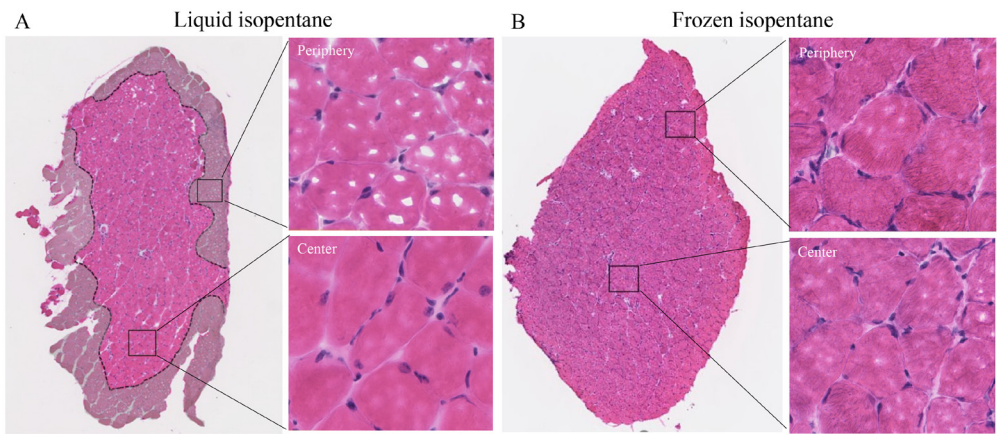 A
Liquid isopentane
Periphery
Center
B
Frozen isopentane
Periphery
Center